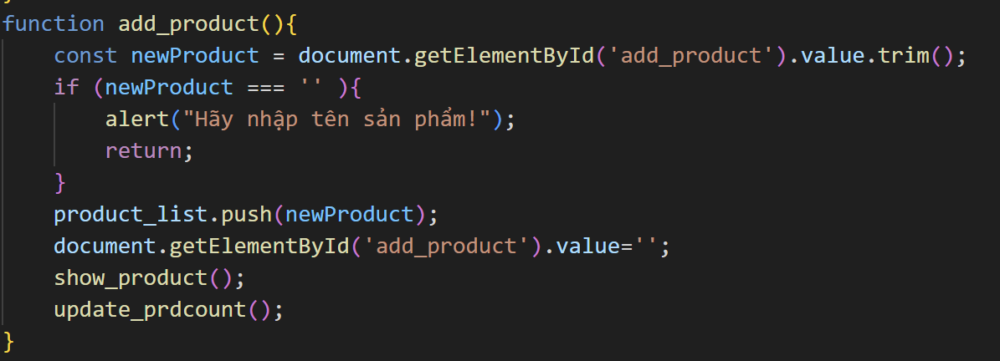 }
function add_product(){
const newProduct = document.getElementById('add_product').value.trim();
if (newProduct === '' ){
alert("Hãy nhập tên sản phẩm!");
return;
}
product_list.push(newProduct);
document.getElementById('add_product').value='';
show_product();
update_prdcount();
}